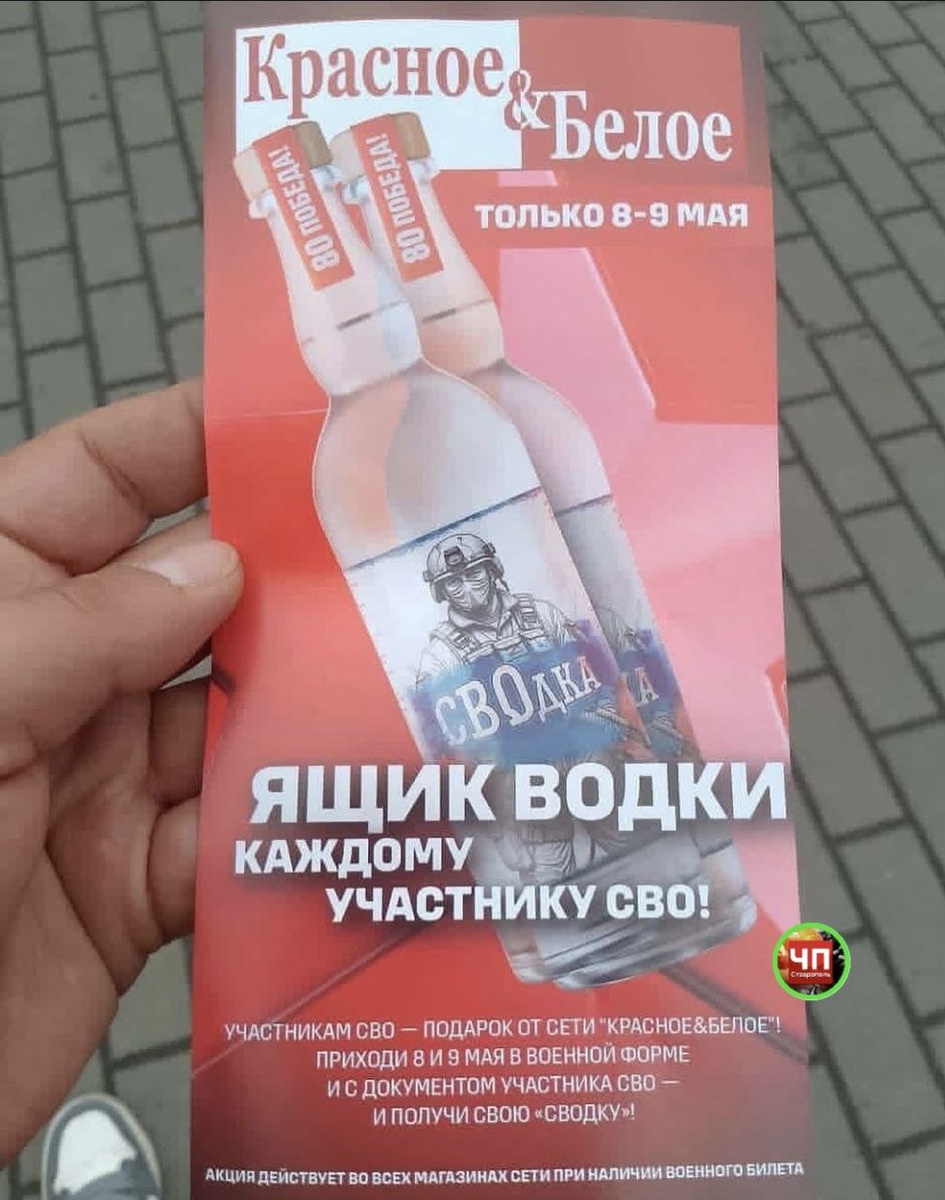 Красное
&Белое
80 ПОБЕДА!
80 ПОБЕДА!
ТОЛЬКО 8-9 МАЯ
СВОДКА
КА
ЯЩИК ВОДКИ
КАЖДОМУ
УЧАСТНИКУ СВО!
ЧП
Ставрополь
УЧАСТНИКАМ СВО — ПОДАРОК ОТ СЕТИ "КРАСНОЕ&БЕЛОЕ"!
ПРИХОДИ 8 И 9 МАЯ В ВОЕННОЙ ФОРМЕ
И С ДОКУМЕНТОМ УЧАСТНИКА СВО —
И ПОЛУЧИ СВОЮ «СВОДКУ»!
АКЦИЯ ДЕЙСТВУЕТ ВО ВСЕХ МАГАЗИНАХ СЕТИ ПРИ НАЛИЧИИ ВОЕННОГО БИЛЕТА